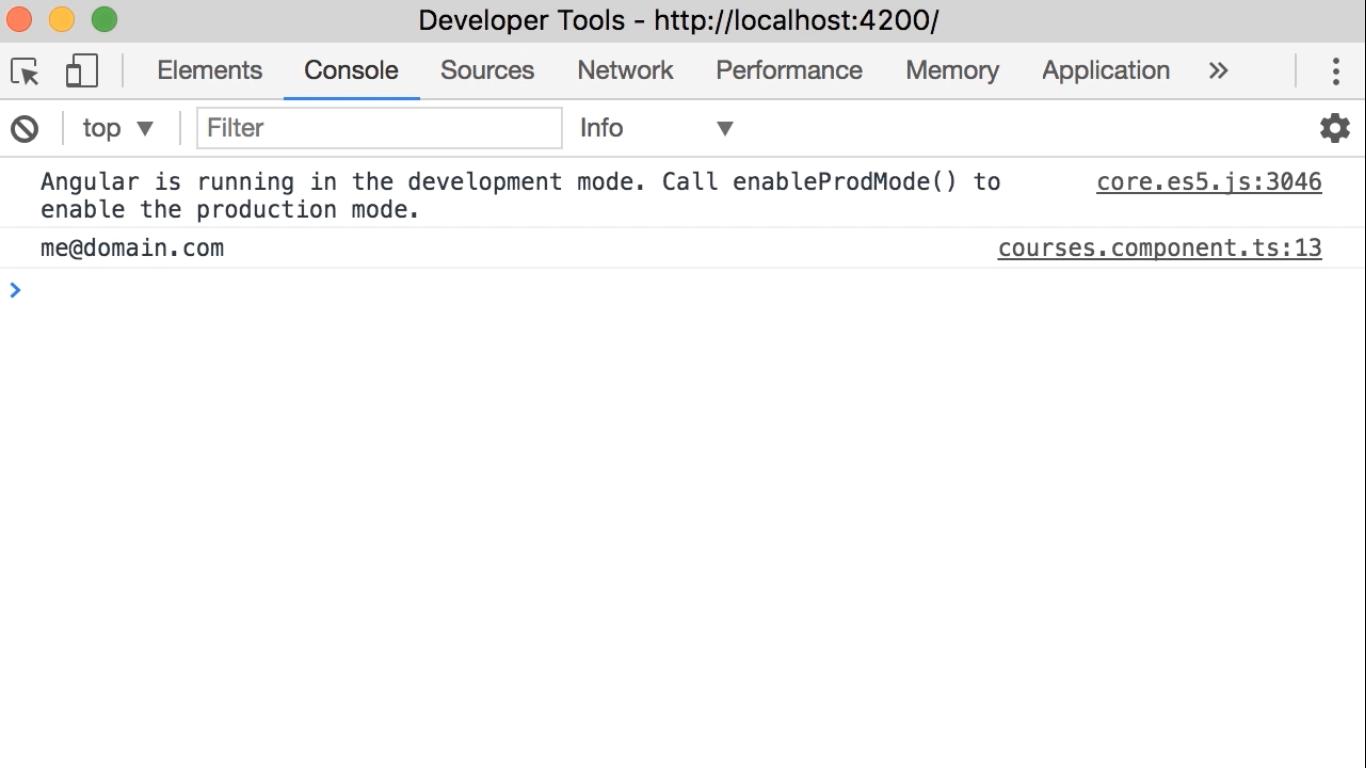 Developer Tools - http://localhost:4200/
Elements Console Sources Network Performance Memory Application »
top ▼ Filter Info ▼
Angular is running in the development mode. Call enableProdMode() to core.es5.js:3046
enable the production mode.
me@domain.com courses.component.ts:13
>